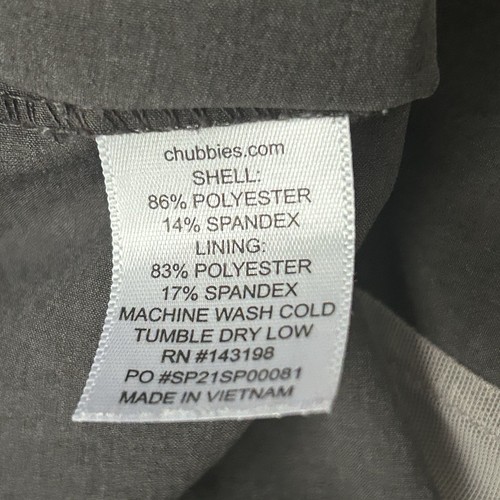 chubbies.com
SHELL:
86% POLYESTER
14% SPANDEX
LINING:
83% POLYESTER
17% SPANDEX
MACHINE WASH COLD
TUMBLE DRY LOW
RN #143198
PO #SP21SP00081
MADE IN VIETNAM